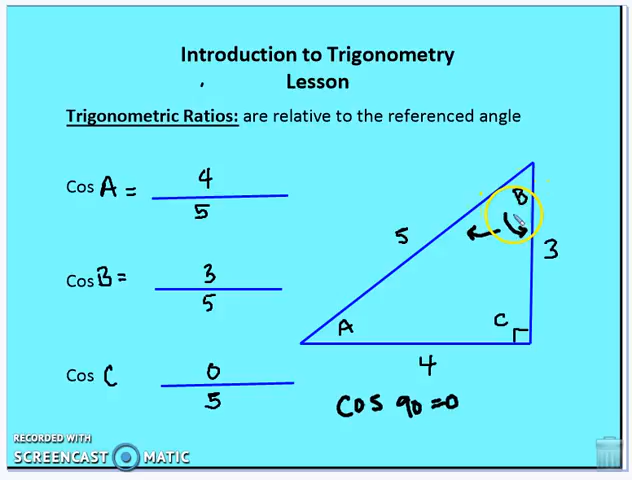 Introduction to Trigonometry
Lesson
Trigonometric Ratios: are relative to the referenced angle
Cos A = 4/5
Cos B = 3/5
Cos C 0/5
B
5
3
A
C
4
cos 90 = 0
RECORDED WITH
SCREENCAST O MATIC